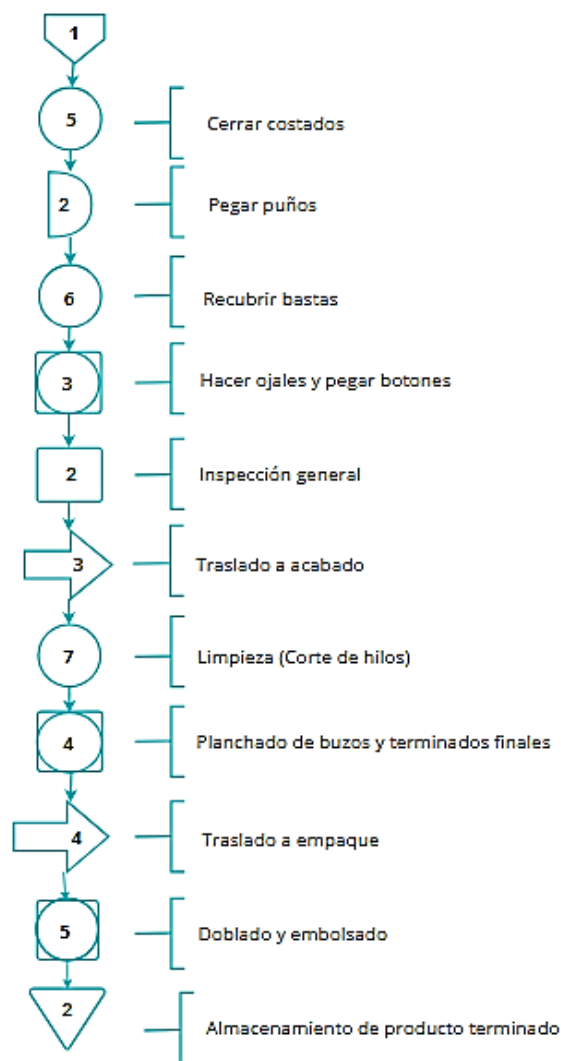 1
5
Cerrar costados
2
Pegar puños
6
Recubrir bastas
3
Hacer ojales y pegar botones
2
Inspección general
3
Traslado a acabado
7
Limpieza (Corte de hilos)
4
Planchado de buzos y terminados finales
4
Traslado a empaque
5
Doblado y embolsado
2
Almacenamiento de producto terminado